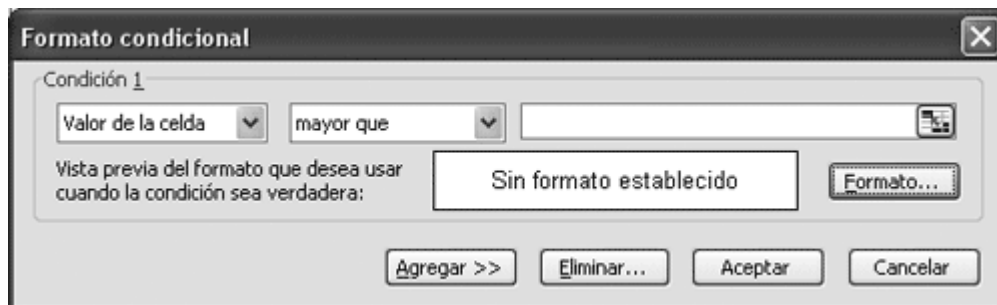 Formato condicional
Condición 1
Valor de la celda mayor que
Vista previa del formato que desea usar
cuando la condición sea verdadera:
Sin formato establecido
Formato...
Agregar >> Eliminar... Aceptar Cancelar